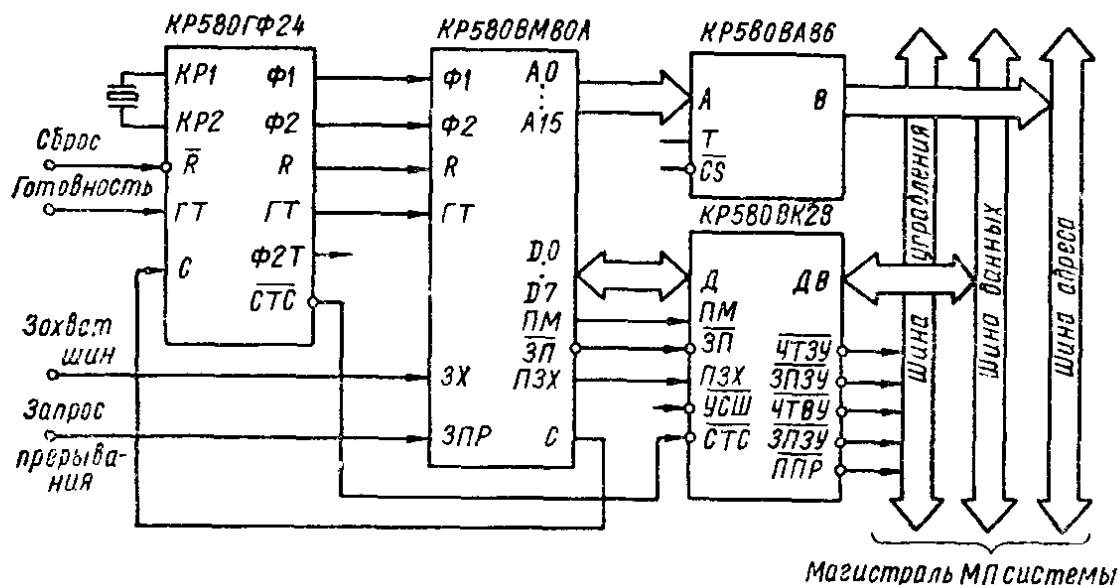 КР580ГФ24
КР580ВМ80А
КР580ВА86
КР1
КР2
R
ГТ
С
Ф1
Ф2
R
ГТ
Ф2Т
СТС
Сброс
Готовность
Захват
шин
Запрос
прерыва-
ния
Ф1
Ф2
R
ГТ
ЗХ
ЗПР
А0
А15
D0
D7
ПМ
ЗП
ПЗХ
С
А
Т
CS
В
КР580ВК28
Д
ПМ
ЗП
ПЗХ
УСШ
СТС
ДВ
ЧТЗУ
ЗПЗУ
ЧТВУ
ЗПЗУ
ППР
Шина управления
Шина данных
Шина адреса
Магистраль МП системы